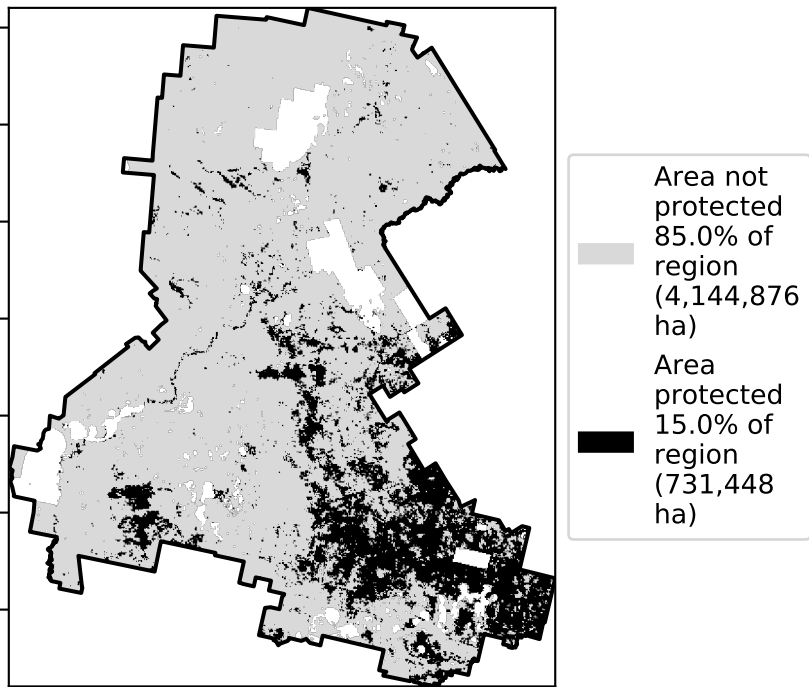 Area not
protected
85.0% of
region
(4,144,876
ha)
Area
protected
15.0% of
region
(731,448
ha)